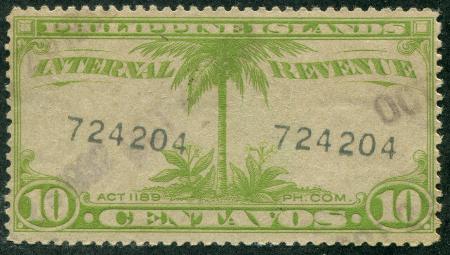 PHILIPPINE ISLANDS
INTERNAL REVENUE
724204 724204
ACT 1189 PH. COM.
10 CENTAVOS 10